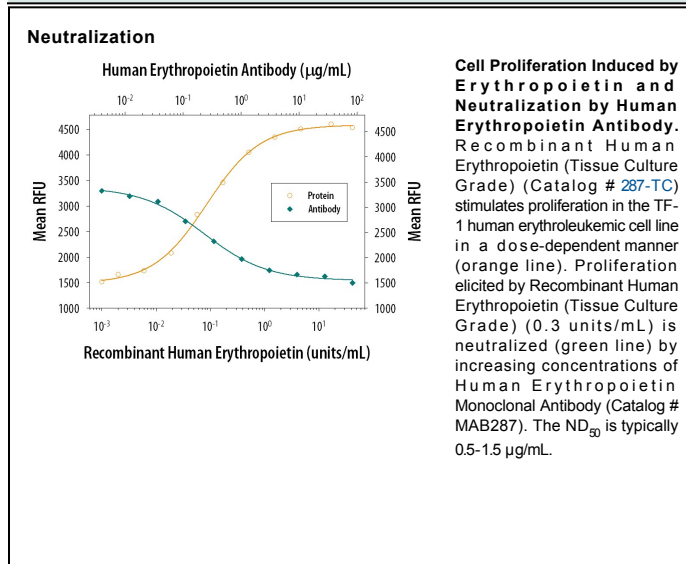 Neutralization
Human Erythropoietin Antibody (µg/mL)
10-2 10-1 100 101 102
4500 4500
4000 4000
3500 3500
3000 3000
2500 2500
2000 2000
1500 1500
1000 1000
Mean RFU
Mean RFU
Protein
Antibody
10-3 10-2 10-1 100 101
Recombinant Human Erythropoietin (units/mL)
Cell Proliferation Induced by
Erythropoietin and
Neutralization by Human
Erythropoietin Antibody.
Recombinant Human
Erythropoietin (Tissue Culture
Grade) (Catalog # 287-TC)
stimulates proliferation in the TF-
1 human erythroleukemic cell line
in a dose-dependent manner
(orange line). Proliferation
elicited by Recombinant Human
Erythropoietin (Tissue Culture
Grade) (0.3 units/mL) is
neutralized (green line) by
increasing concentrations of
Human Erythropoietin
Monoclonal Antibody (Catalog #
MAB287). The ND50 is typically
0.5-1.5 µg/mL.